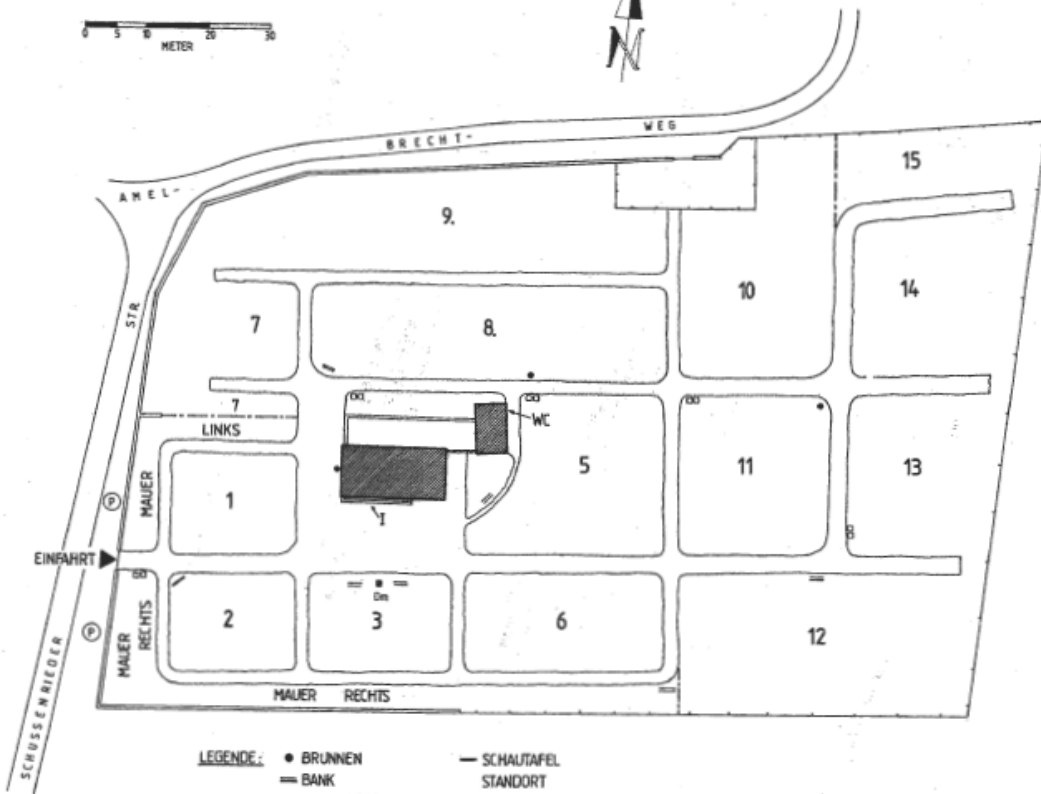 0 5 10 20 30
METER
N
AMEL-BRECHT-WEG
15
9.
10
14
STR.
7
8.
7
LINKS
WC
MAUER
1
5
11
13
P
I
EINFAHRT
MAUER RECHTS
2
3
Dm
6
12
P
SCHUSSENRIEDER
MAUER RECHTS
LEGENDE:
BRUNNEN
SCHAUTAFEL
BANK
STANDORT